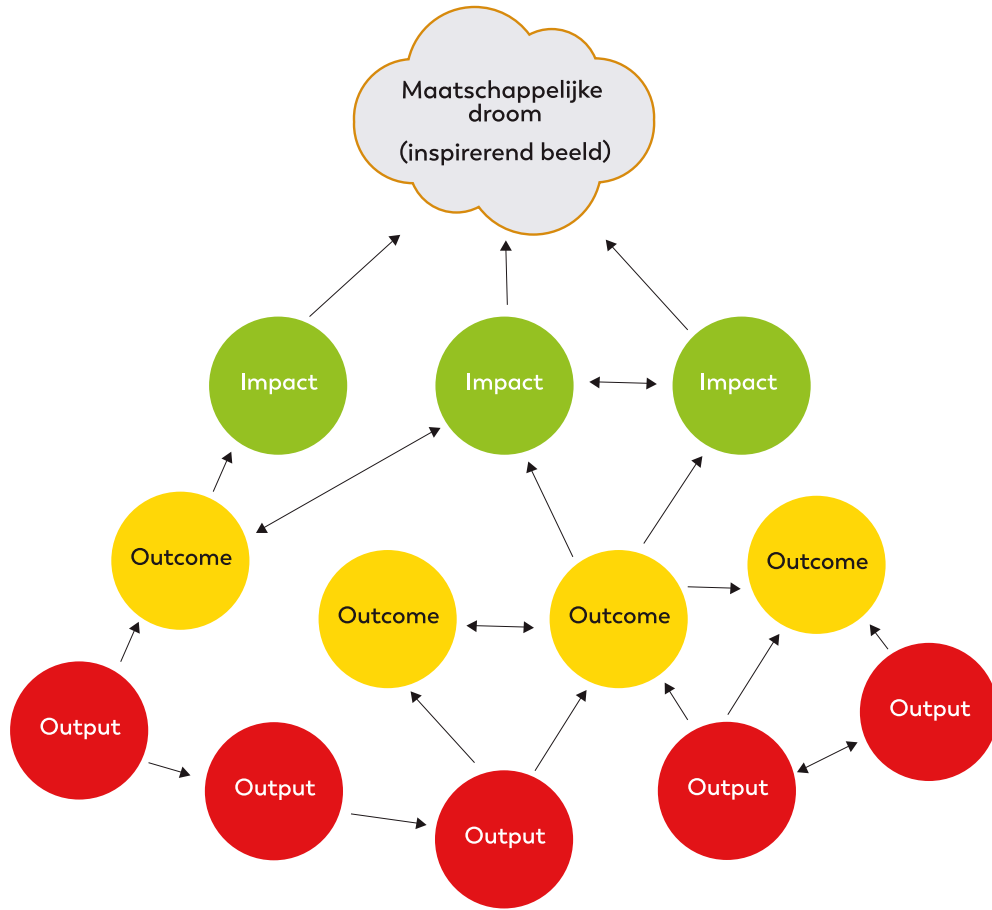 Maatschappelijke
droom
(inspirerend beeld)
Impact
Impact
Impact
Outcome
Outcome
Outcome
Outcome
Output
Output
Output
Output
Output